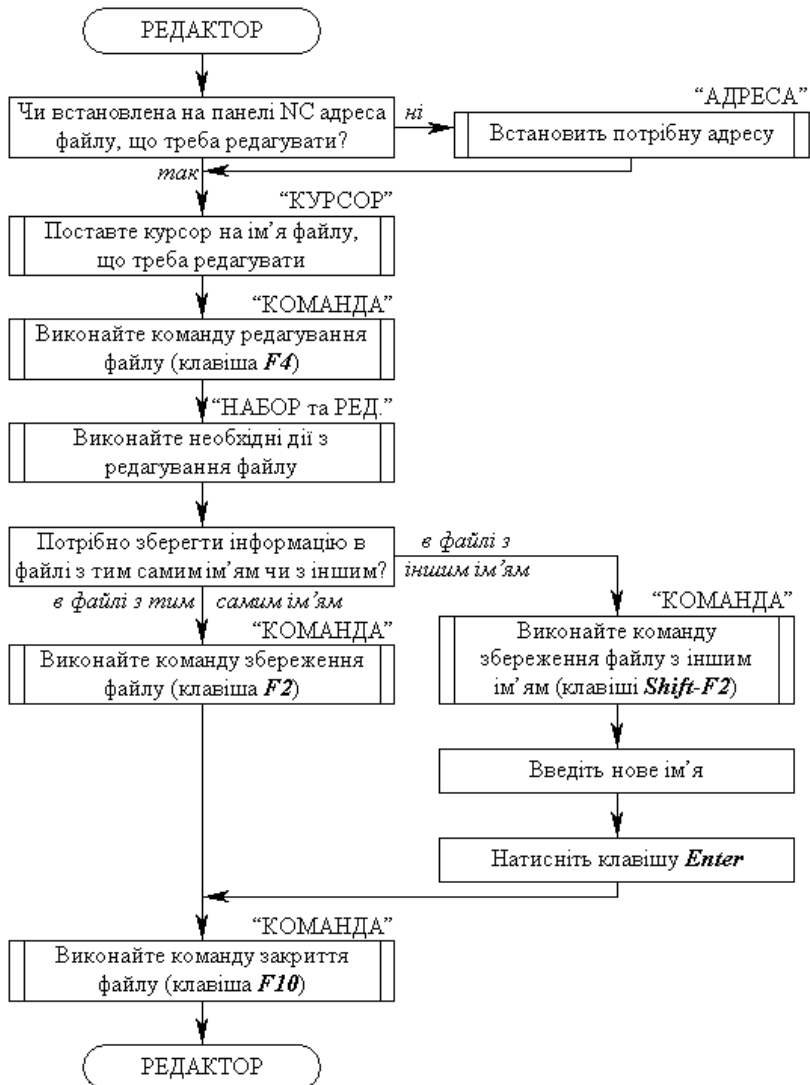 РЕДАКТОР
Чи встановлена на панелі NC адреса
файлу, що треба редагувати?
ні
“АДРЕСА”
Встановить потрібну адресу
так
“КУРСОР”
Поставте курсор на ім’я файлу,
що треба редагувати
“КОМАНДА”
Виконайте команду редагування
файлу (клавіша F4)
“НАБОР та РЕД.”
Виконайте необхідні дії з
редагування файлу
Потрібно зберегти інформацію в
файлі з тим самим ім’ям чи з іншим?
в файлі з
іншим ім’ям
в файлі з тим самим ім’ям
“КОМАНДА”
Виконайте команду збереження
файлу (клавіша F2)
“КОМАНДА”
Виконайте команду
збереження файлу з іншим
ім’ям (клавіші Shift-F2)
Введіть нове ім’я
Натисніть клавішу Enter
“КОМАНДА”
Виконайте команду закриття
файлу (клавіша F10)
РЕДАКТОР